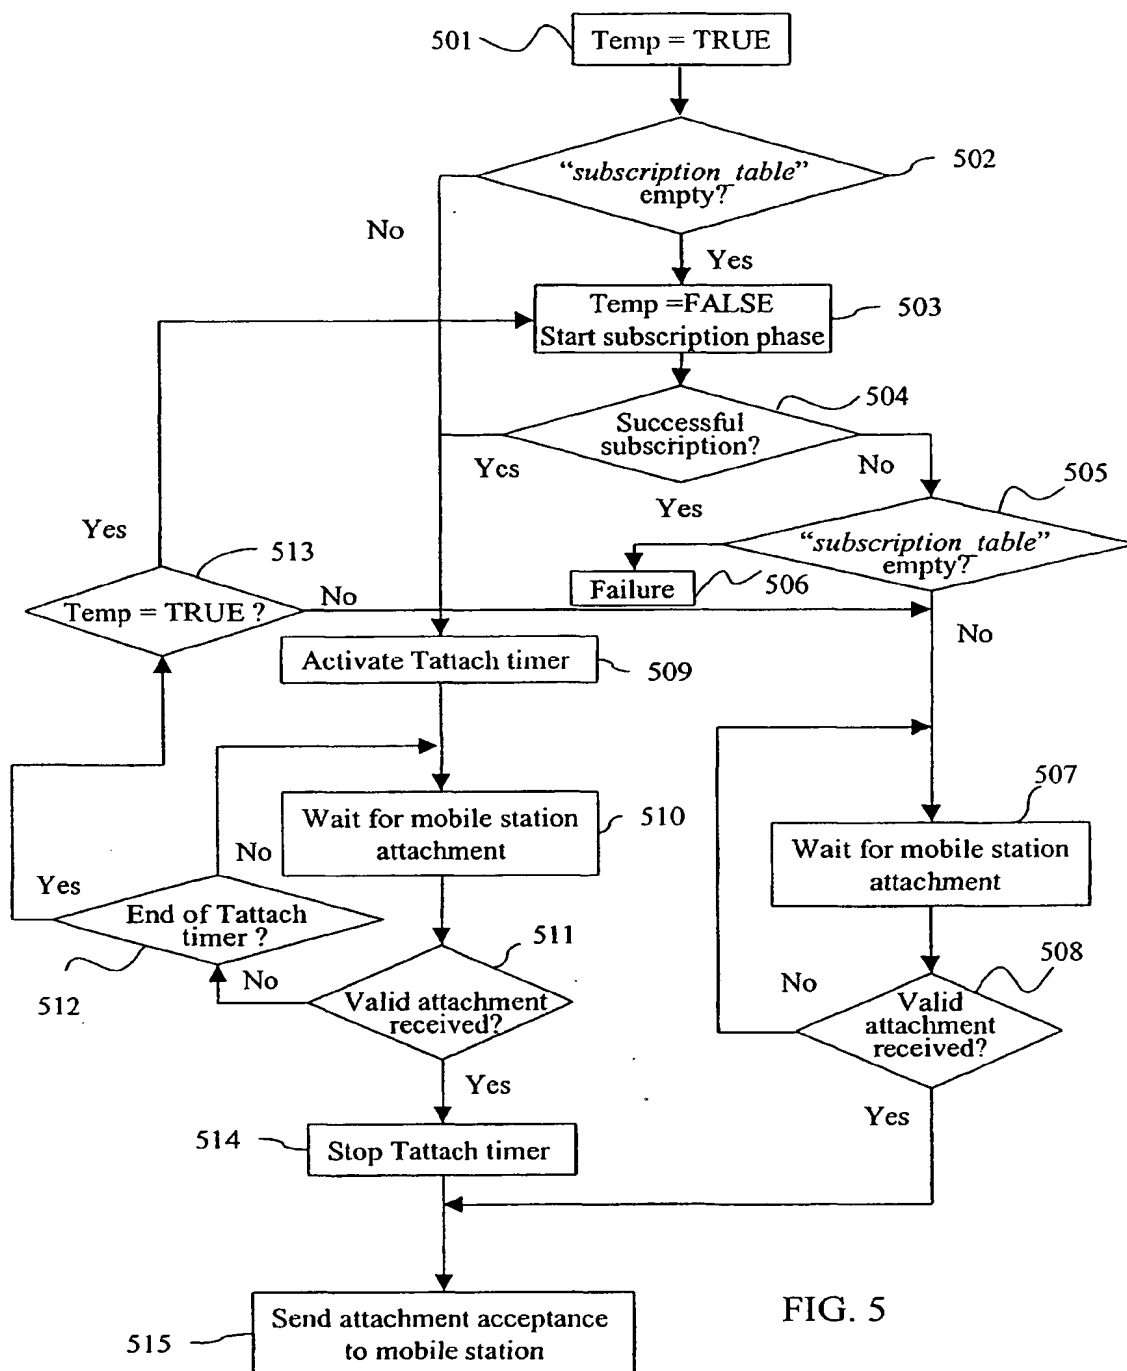 501
Temp = TRUE
502
“subscription_table”
empty?
No
Yes
Temp =FALSE
Start subscription phase
503
504
Successful
subscription?
Yes
No
505
Yes
Yes
513
“subscription_table”
empty?
Failure
506
Temp = TRUE ?
No
No
Activate Tattach timer
509
507
Wait for mobile station
attachment
510
Wait for mobile station
attachment
No
Yes
End of Tattach
timer ?
511
508
No
No
512
Valid attachment
received?
Valid
attachment
received?
Yes
Yes
514
Stop Tattach timer
FIG. 5
Send attachment acceptance
to mobile station
515